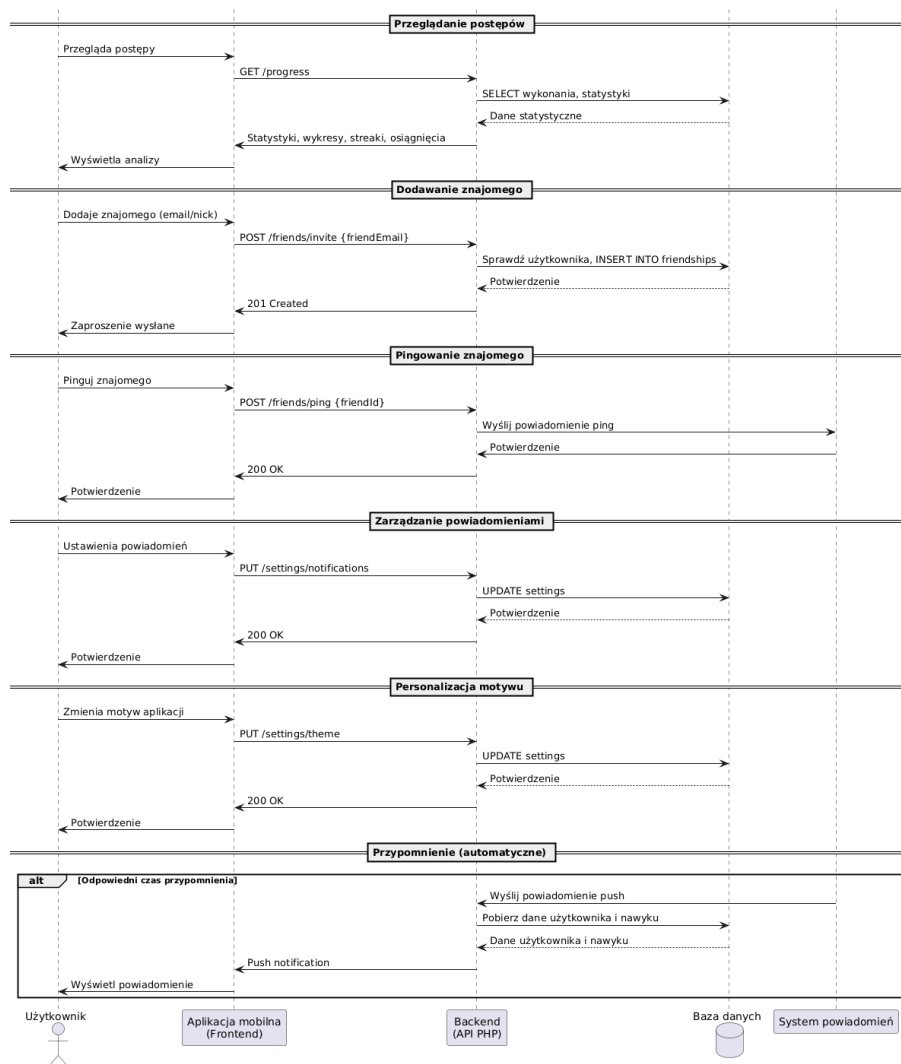 Przeglądanie postępów
Przegląda postępy
GET /progress
SELECT wykonania, statystyki
Dane statystyczne
Statystyki, wykresy, streaki, osiągnięcia
Wyświetla analizy
Dodawanie znajomego
Dodaje znajomego (email/nick)
POST /friends/invite {friendEmail}
Sprawdź użytkownika, INSERT INTO friendships
Potwierdzenie
201 Created
Zaproszenie wysłane
Pingowanie znajomego
Pinguj znajomego
POST /friends/ping {friendId}
Wyślij powiadomienie ping
Potwierdzenie
200 OK
Potwierdzenie
Zarządzanie powiadomieniami
Ustawienia powiadomień
PUT /settings/notifications
UPDATE settings
Potwierdzenie
200 OK
Potwierdzenie
Personalizacja motywu
Zmienia motyw aplikacji
PUT /settings/theme
UPDATE settings
Potwierdzenie
200 OK
Potwierdzenie
Przypomnienie (automatyczne)
alt [Odpowiedni czas przypomnienia]
Wyślij powiadomienie push
Pobierz dane użytkownika i nawyku
Dane użytkownika i nawyku
Push notification
Wyświetl powiadomienie
Użytkownik
Aplikacja mobilna
(Frontend)
Backend
(API PHP)
Baza danych
System powiadomień